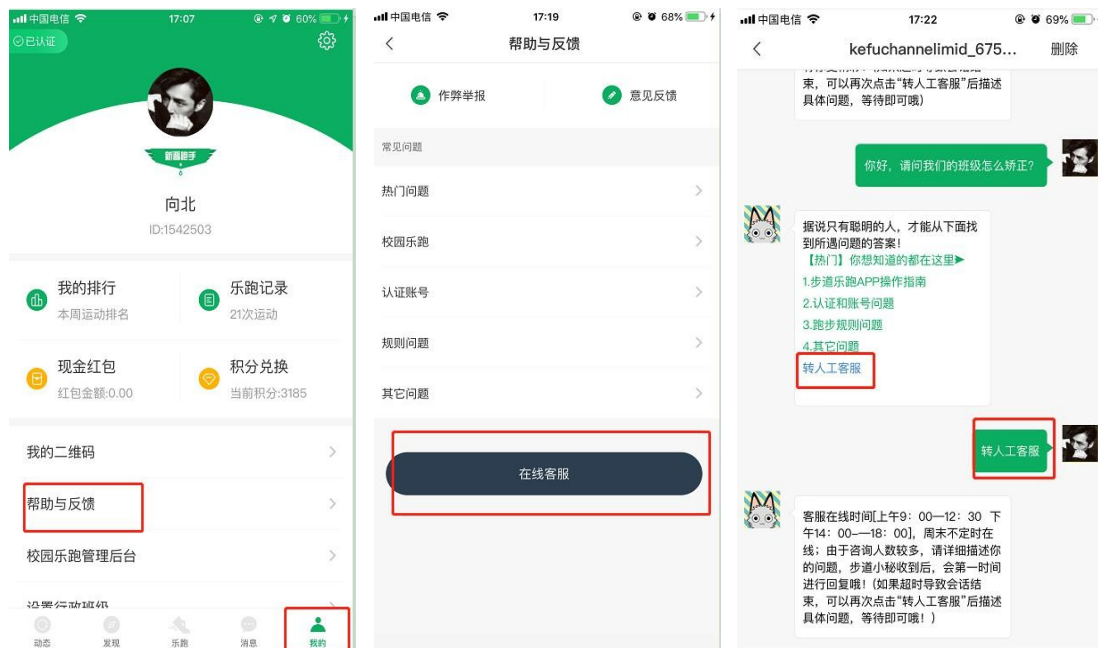 中国电信
17:07
60%
已认证
新晋跑手
向北
ID:1542503
我的排行
本周运动排名
乐跑记录
21次运动
现金红包
红包金额:0.00
积分兑换
当前积分:3185
我的二维码
帮助与反馈
校园乐跑管理后台
设置行政班级
动态
发现
乐跑
消息
我的
中国电信
17:19
68%
帮助与反馈
作弊举报
意见反馈
常见问题
热门问题
校园乐跑
认证账号
规则问题
其它问题
在线客服
中国电信
17:22
69%
kefuchannelimid_675...
删除
束，可以再次点击“转人工客服”后描述
具体问题，等待即可哦）
你好，请问我们的班级怎么矫正？
据说只有聪明的人，才能从下面找
到所遇问题的答案！
【热门】你想知道的都在这里▶
1.步道乐跑APP操作指南
2.认证和账号问题
3.跑步规则问题
4.其它问题
转人工客服
转人工客服
客服在线时间[上午9：00—12：30 下
午14：00-—18：00]，周末不定时在
线；由于咨询人数较多，请详细描述你
的问题，步道小秘收到后，会第一时间
进行回复哦！（如果超时导致会话结
束，可以再次点击“转人工客服”后描述
具体问题，等待即可哦！）